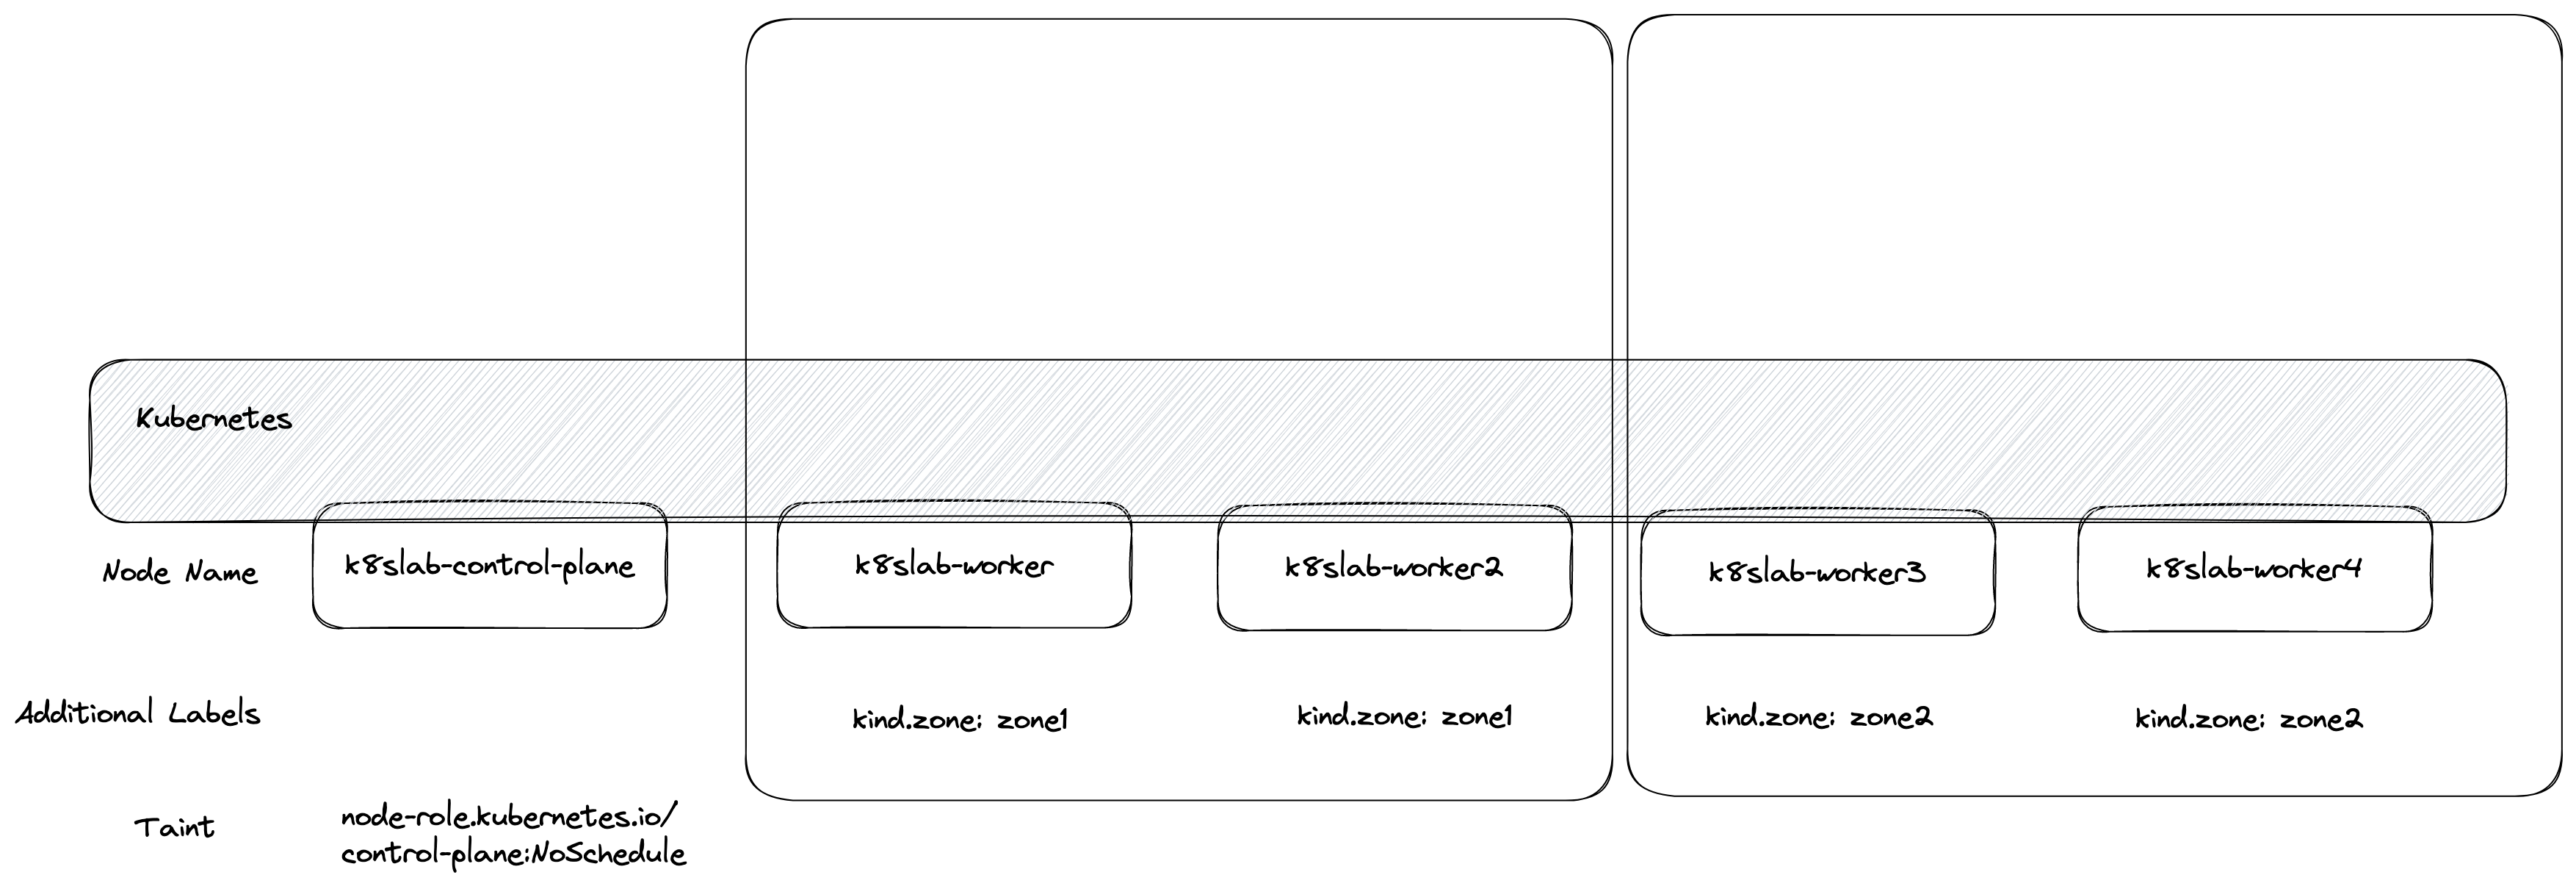 Kubernetes
Node Name
k8slab-control-plane
k8slab-worker
k8slab-worker2
k8slab-worker3
k8slab-worker4
Additional Labels
kind.zone: zone1
kind.zone: zone1
kind.zone: zone2
kind.zone: zone2
Taint
node-role.kubernetes.io/
control-plane:NoSchedule